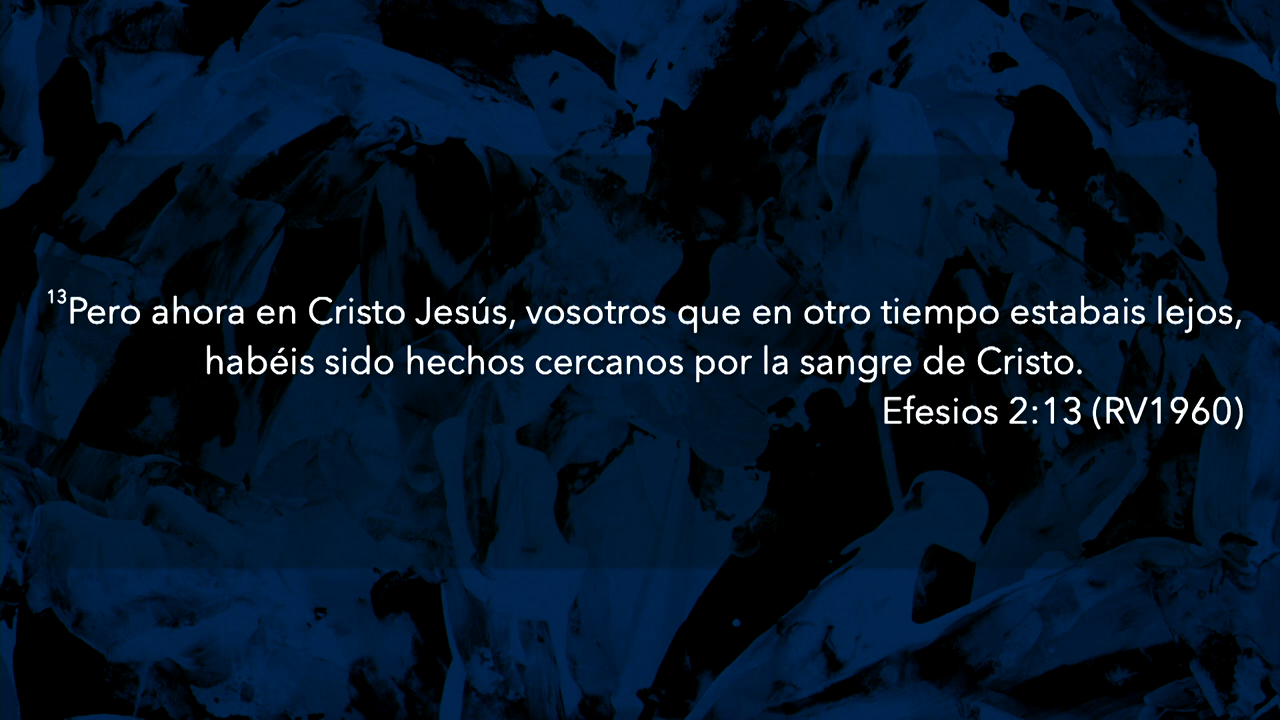 ¹³Pero ahora en Cristo Jesús, vosotros que en otro tiempo estabais lejos,
habéis sido hechos cercanos por la sangre de Cristo.
Efesios 2:13 (RV1960)